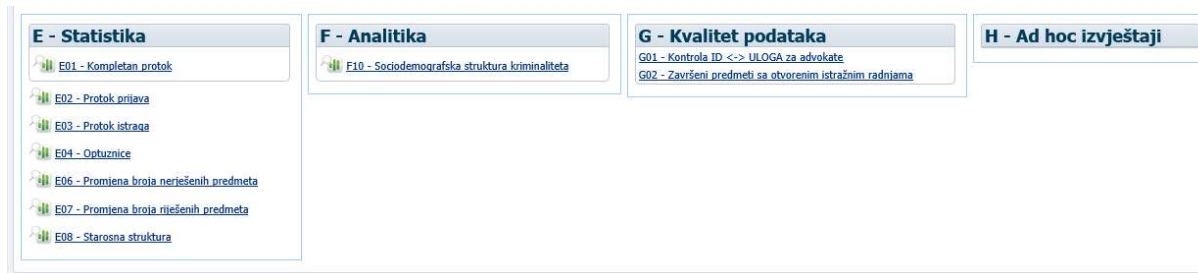 E - Statistika
E01 - Kompletan protok
E02 - Protok prijava
E03 - Protok istraga
E04 - Optuznice
E06 - Promjena broja nerješenih predmeta
E07 - Promjena broja riješenih predmeta
E08 - Starosna struktura
F - Analitika
F10 - Sociodemografska struktura kriminaliteta
G - Kvalitet podataka
G01 - Kontrola ID <-> ULOGA za advokate
G02 - Završeni predmeti sa otvorenim istražnim radnjama
H - Ad hoc izvještaji